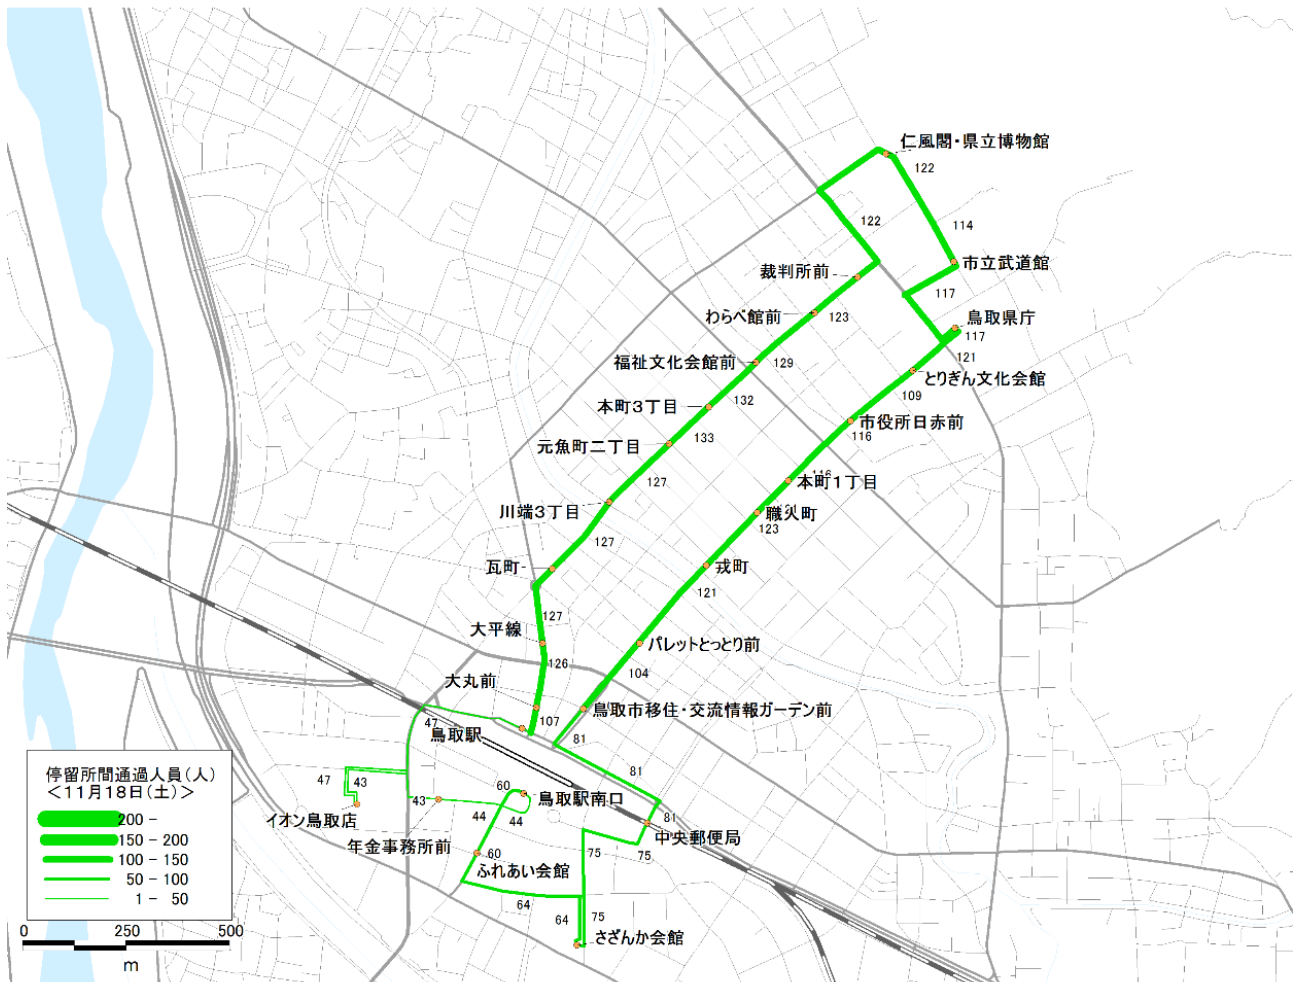 仁風閣・県立博物館
122
122
114
市立武道館
裁判所前
117
わらべ館前
123
鳥取県庁
117
121
福祉文化会館前
129
とりぎん文化会館
109
本町3丁目
132
市役所日赤前
116
元魚町二丁目
133
127
本町1丁目
川端3丁目
職人町
123
127
瓦町
戎町
121
127
大平線
パレットとっとり前
126
104
大丸前
鳥取市移住・交流情報ガーデン前
107
47
鳥取駅
81
81
停留所間通過人員(人)
<11月18日(土)>
200 -
150 - 200
100 - 150
50 - 100
1 - 50
47
43
イオン鳥取店
43
60
鳥取駅南口
44
44
81
中央郵便局
年金事務所前
60
75
75
ふれあい会館
64
64
75
さざんか会館
0
250
500
m